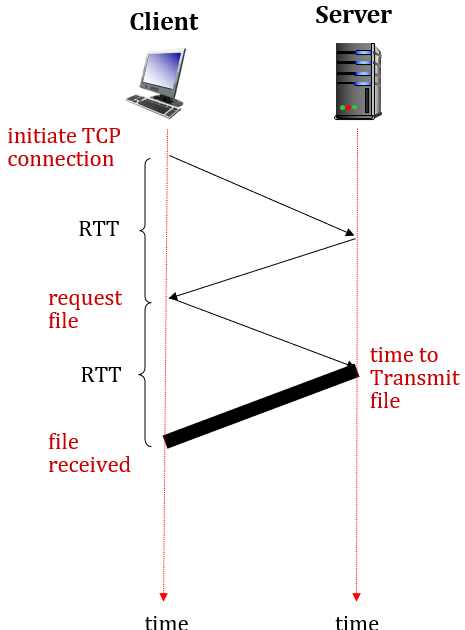 Client
Server
initiate TCP
connection
RTT
request
file
RTT
time to
Transmit
file
file
received
time
time